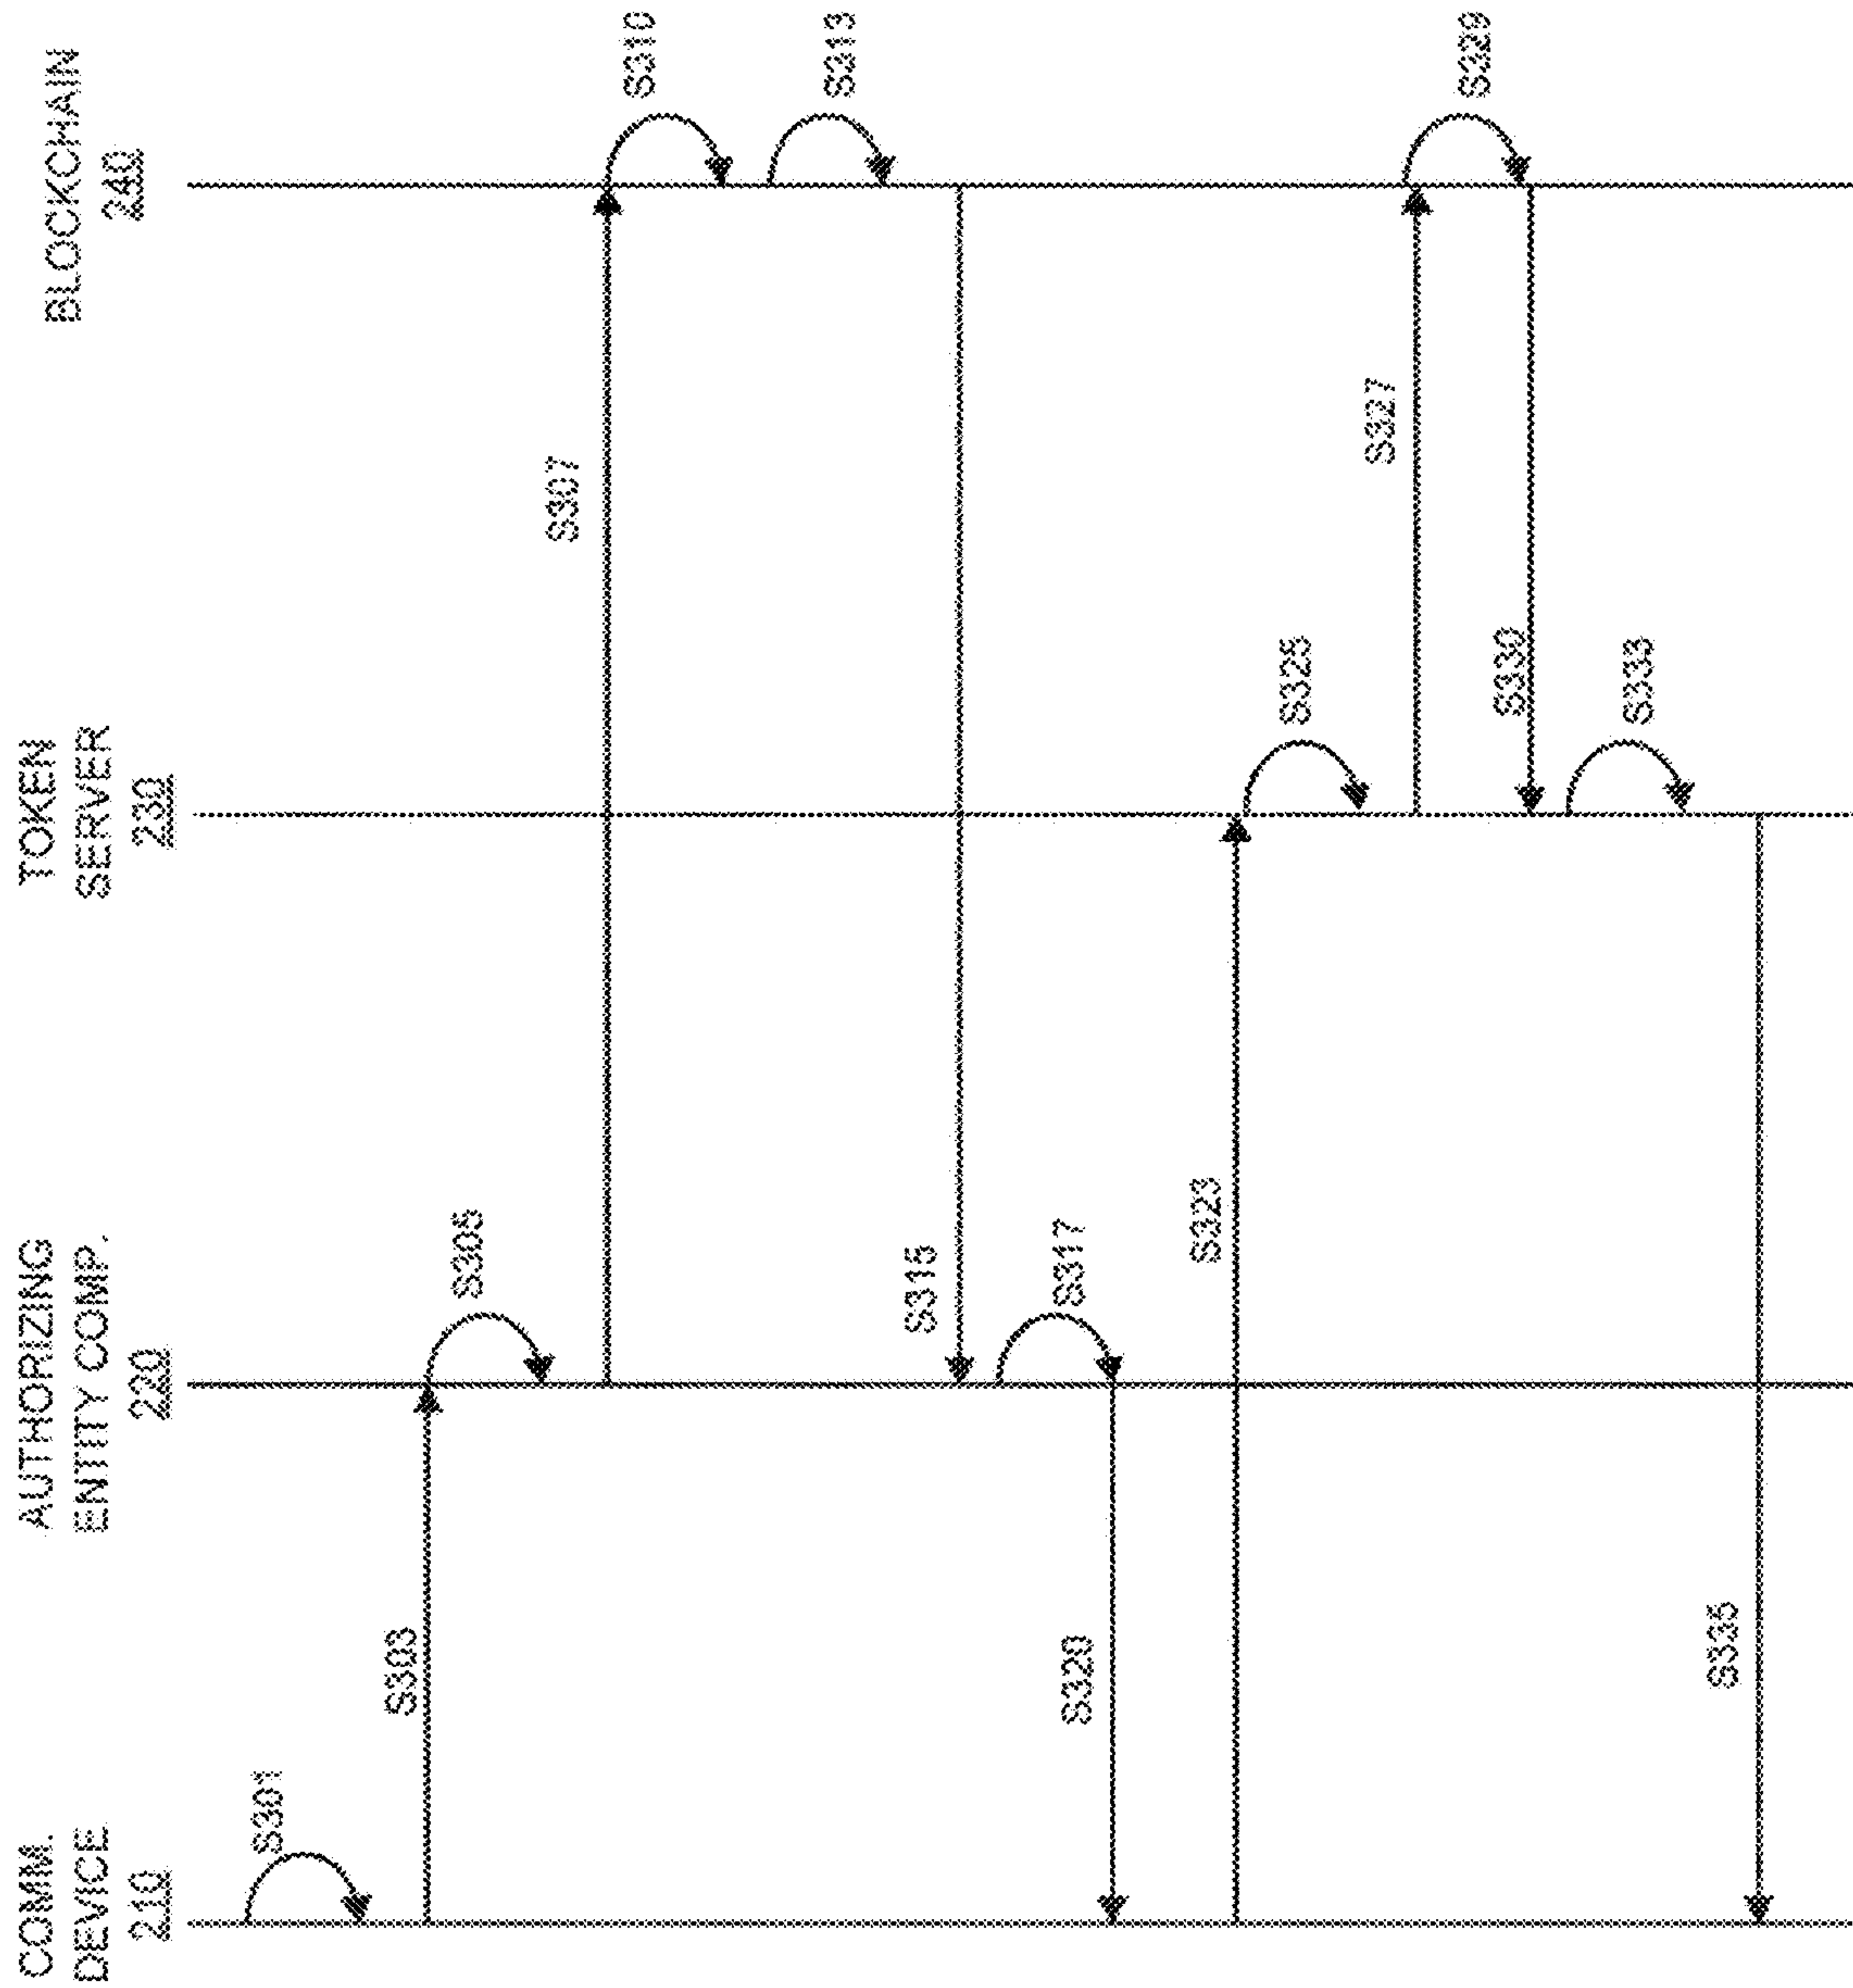 COMM.
DEVICE
210
AUTHORIZING
ENTITY COMP.
220
TOKEN
SERVER
230
BLOCKCHAIN
240
S301
S303
S305
S307
S310
S313
S315
S317
S320
S323
S325
S327
S329
S330
S333
S335